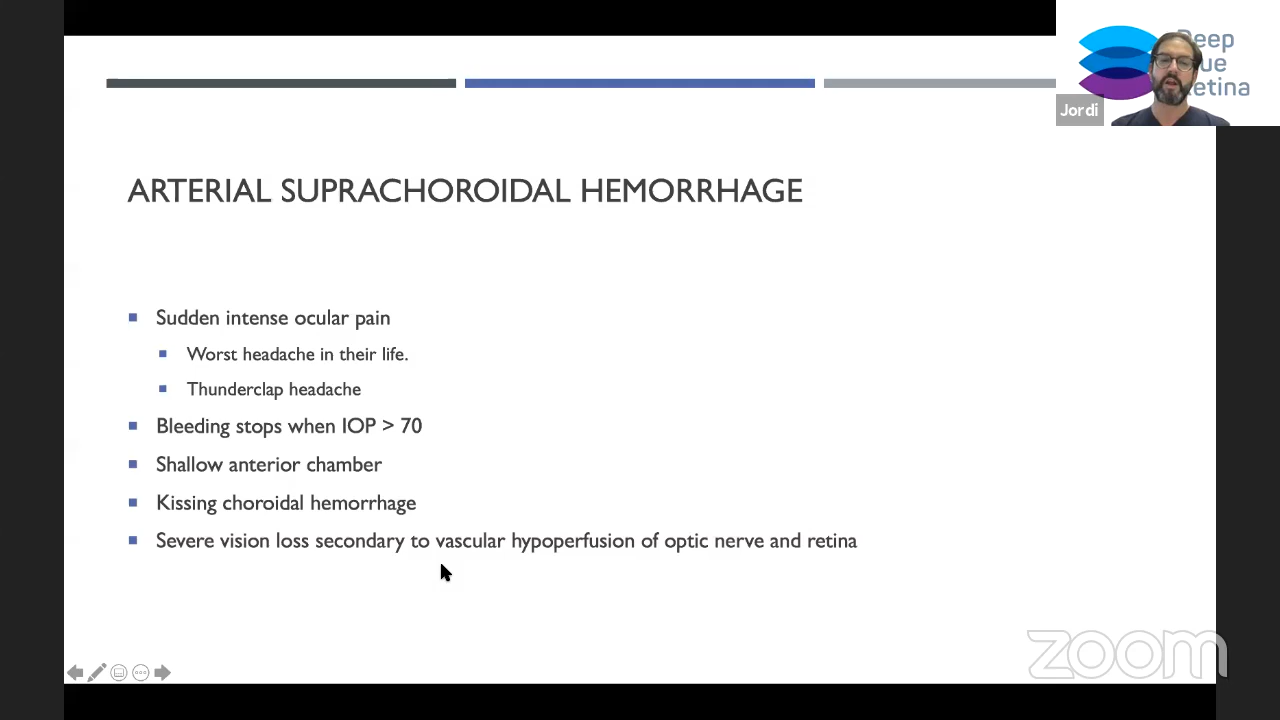 Retina
Jordi
ARTERIAL SUPRACHOROIDAL HEMORRHAGE
Sudden intense ocular pain
Worst headache in their life.
Thunderclap headache
Bleeding stops when IOP > 70
Shallow anterior chamber
Kissing choroidal hemorrhage
Severe vision loss secondary to vascular hypoperfusion of optic nerve and retina
zoom